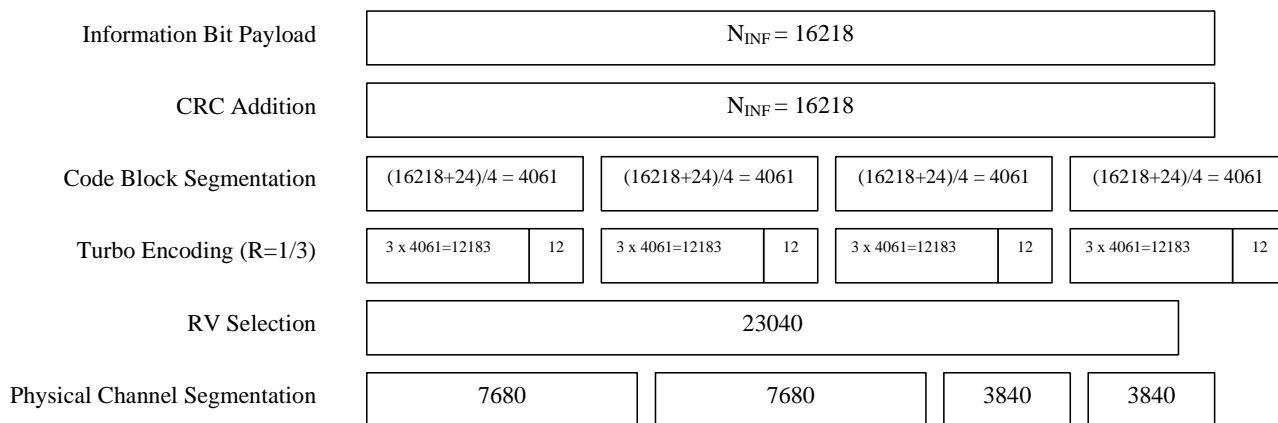 Information Bit Payload
N_INF = 16218
CRC Addition
N_INF = 16218
Code Block Segmentation
(16218+24)/4 = 4061
(16218+24)/4 = 4061
(16218+24)/4 = 4061
(16218+24)/4 = 4061
Turbo Encoding (R=1/3)
3 x 4061=12183
12
3 x 4061=12183
12
3 x 4061=12183
12
3 x 4061=12183
12
RV Selection
23040
Physical Channel Segmentation
7680
7680
3840
3840